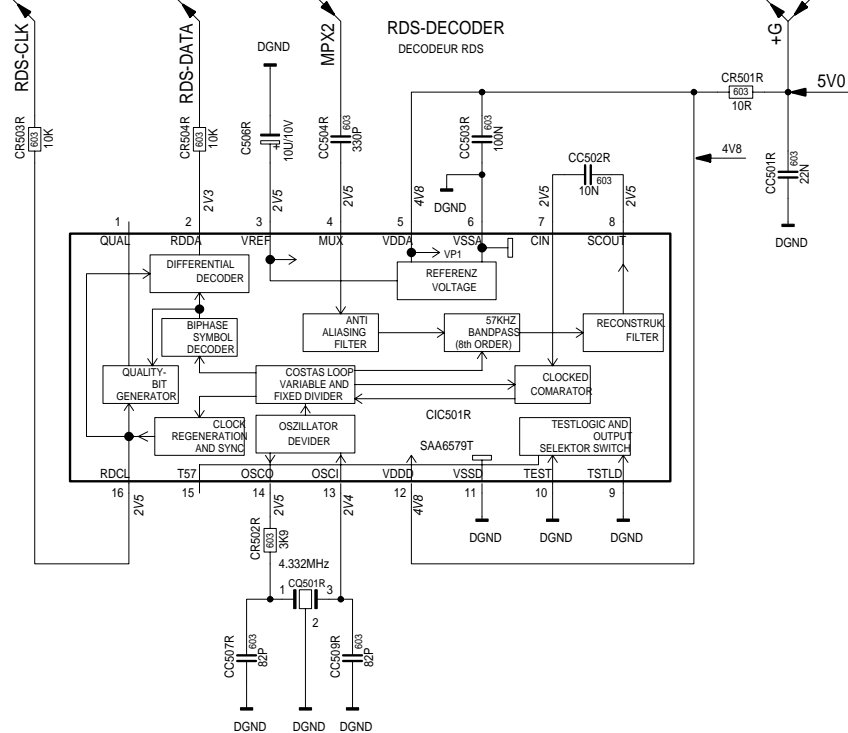 RDS-CLK
RDS-DATA
MPX2
RDS-DECODER
DECODEUR RDS
+G
5V0
DGND
CR503R
603
10K
CR504R
603
10K
C506R
+
10U/10V
CC504R
603
330P
CC503R
603
100N
CR501R
603
10R
4V8
CC501R
603
22N
DGND
CC502R
603
10N
DGND
2V3
2V5
2V5
4V8
2V5
2V5
1
2
3
4
5
6
7
8
QUAL
RDDA
VREF
MUX
VDDA
VSSA
CIN
SCOUT
VP1
DIFFERENTIAL
DECODER
REFERENZ
VOLTAGE
BIPHASE
SYMBOL
DECODER
ANTI
ALIASING
FILTER
57KHZ
BANDPASS
(8th ORDER)
RECONSTRUK.
FILTER
QUALITY-
BIT
GENERATOR
COSTAS LOOP
VARIABLE AND
FIXED DIVIDER
CLOCKED
COMARATOR
CIC501R
CLOCK
REGENERATION
AND SYNC
OSZILLATOR
DEVIDER
SAA6579T
TESTLOGIC AND
OUTPUT
SELEKTOR SWITCH
RDCL
T57
OSCO
OSCI
VDDD
VSSD
TEST
TSTLD
16
15
14
13
12
11
10
9
2V5
2V5
2V4
4V8
DGND
DGND
DGND
CR502R
603
3K9
4.332MHz
CQ501R
1
3
2
CC507R
603
82P
CC509R
603
82P
DGND
DGND
DGND